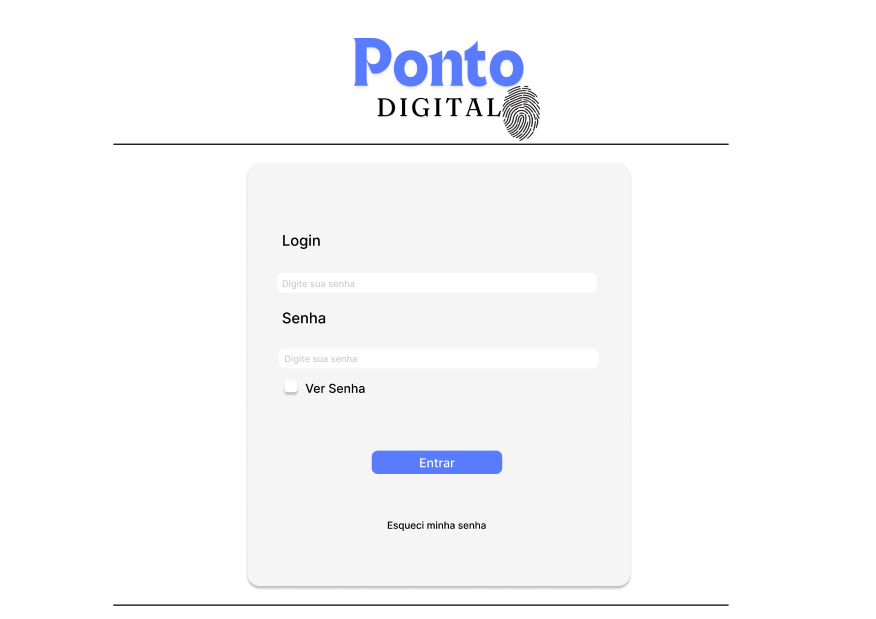 Ponto
DIGITAL
Login
Digite sua senha
Senha
Digite sua senha
Ver Senha
Entrar
Esqueci minha senha